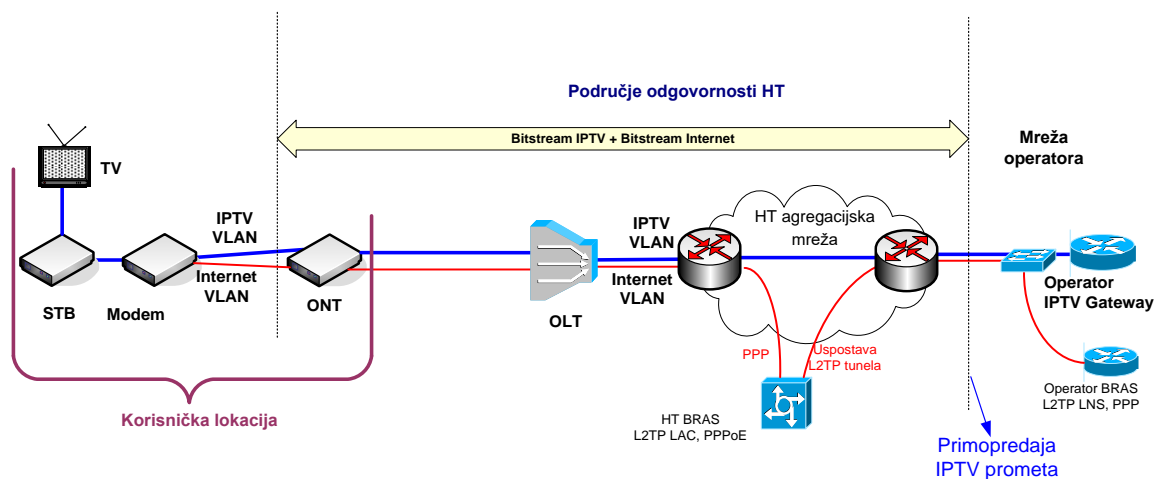 Područje odgovornosti HT
Bitstream IPTV + Bitstream Internet
Mreža
operatora
TV
IPTV
VLAN
Internet
VLAN
STB
Modem
ONT
OLT
IPTV
VLAN
Internet
VLAN
HT agregacijska
mreža
Operator
IPTV Gateway
PPP
Uspostava
L2TP tunela
HT BRAS
L2TP LAC, PPPoE
Operator BRAS
L2TP LNS, PPP
Korisnička lokacija
Primopredaja
IPTV prometa